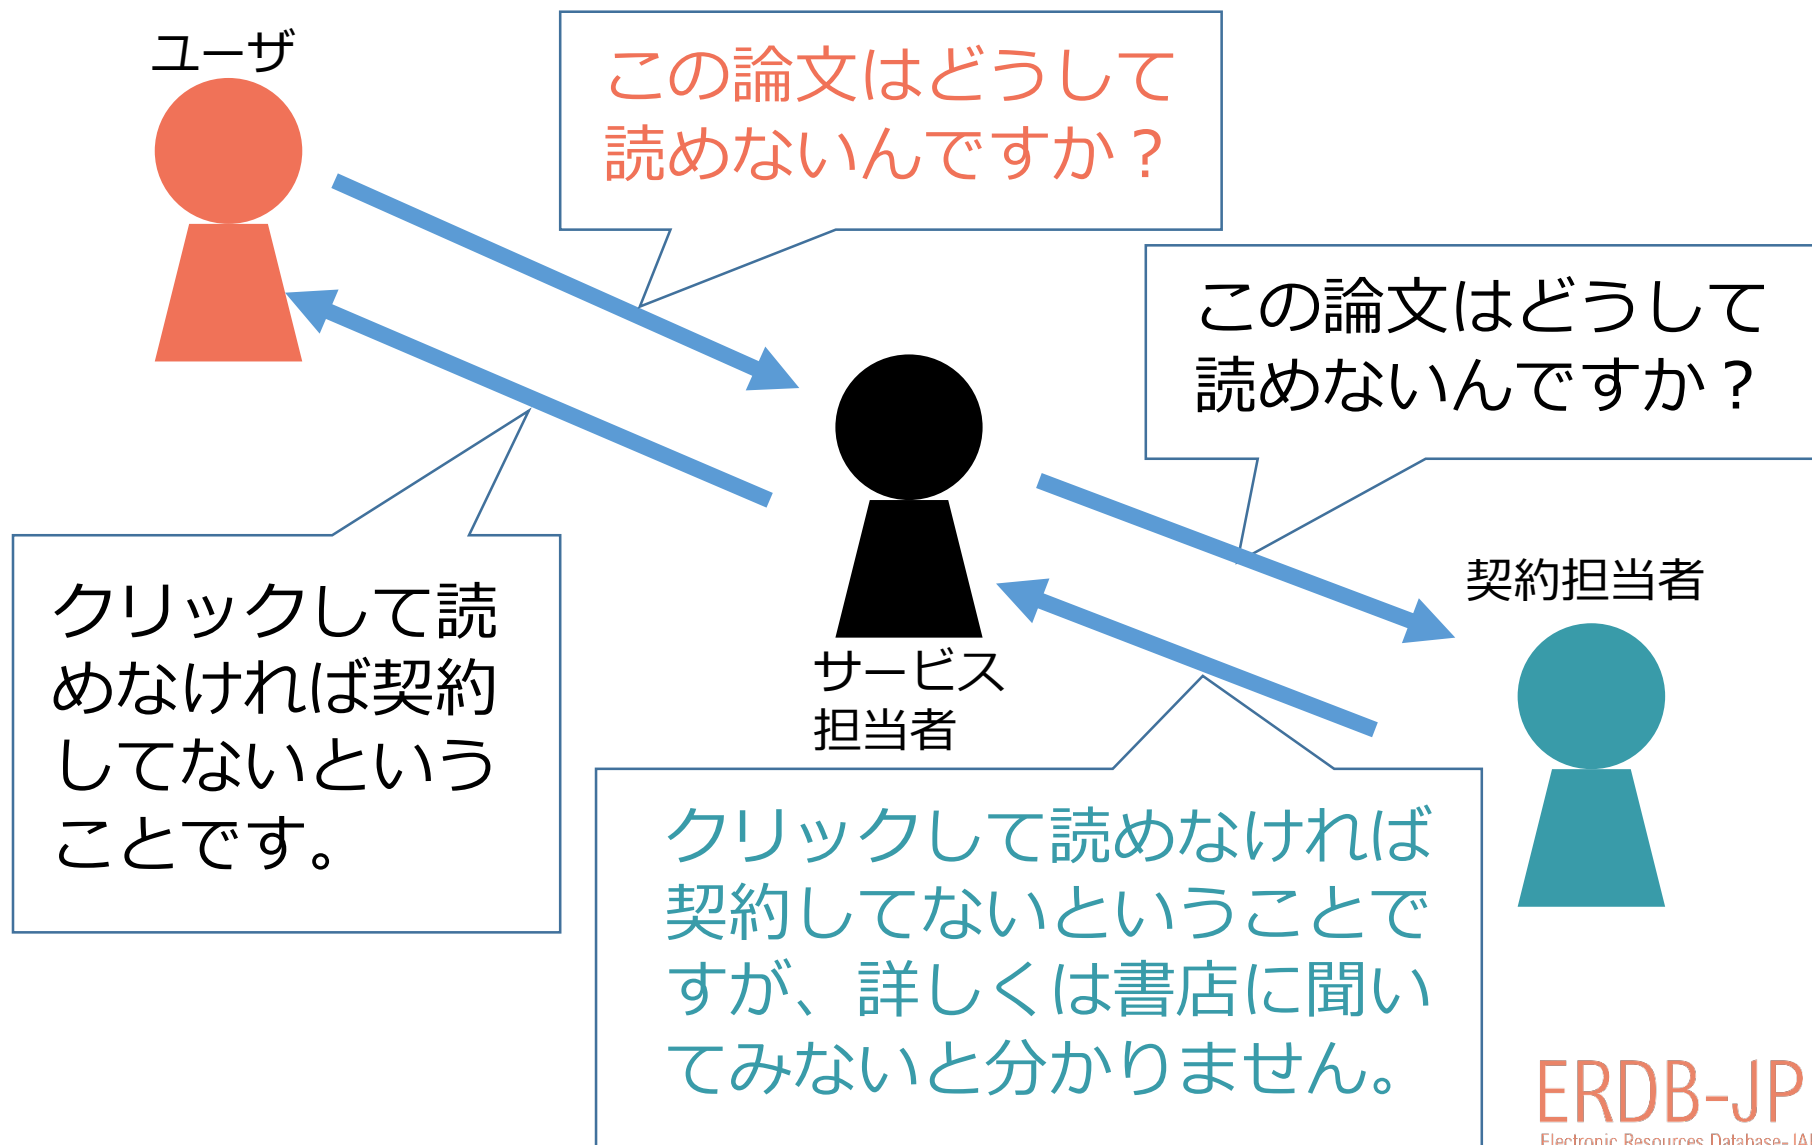 ユーザ
この論文はどうして
読めないんですか？
この論文はどうして
読めないんですか？
契約担当者
サービス
担当者
クリックして読
めなければ契約
してないという
ことです。
クリックして読めなければ
契約してないということで
すが、詳しくは書店に聞い
てみないと分かりません。
ERDB-JP
Electronic Resources Database-JA